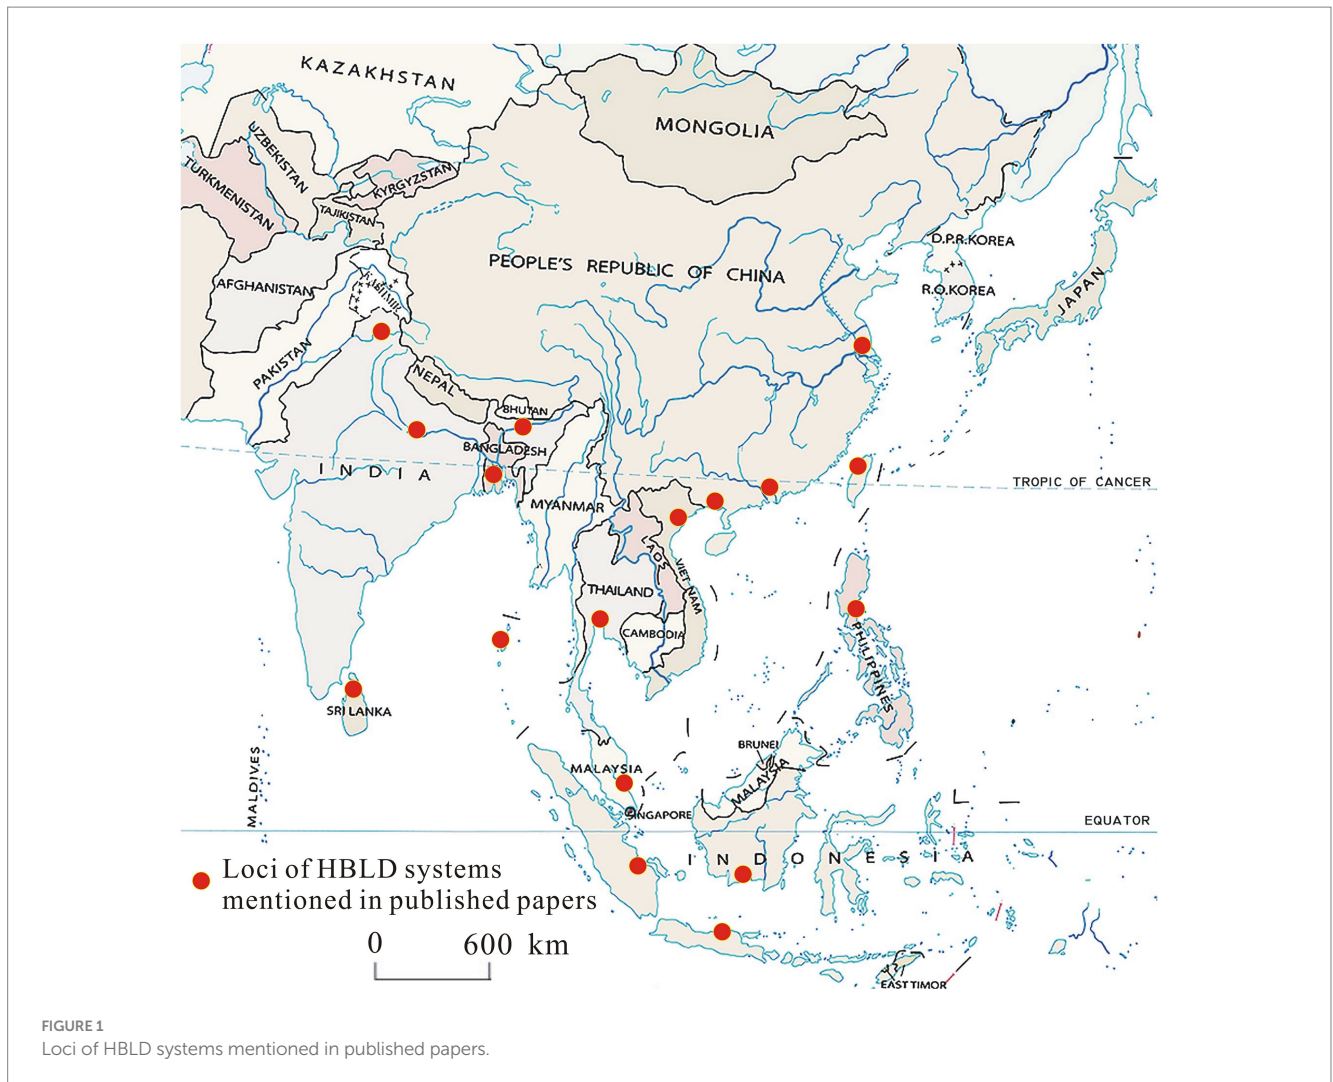 KAZAKHSTAN
MONGOLIA
UZBEKISTAN
TURKMENISTAN
KYRGYZSTAN
TAJIKISTAN
D.P.R.KOREA
PEOPLE'S REPUBLIC OF CHINA
AFGHANISTAN
KASHMIR
R.O.KOREA
JAPAN
PAKISTAN
NEPAL
BHUTAN
BANGLADESH
INDIA
TROPIC OF CANCER
MYANMAR
LAOS
THAILAND
VIET NAM
CAMBODIA
PHILIPPINES
SRI LANKA
BRUNEI
MALAYSIA
MALAYSIA
MALDIVES
SINGAPORE
EQUATOR
INDONESIA
Loci of HBLD systems
mentioned in published papers
0 600 km
EAST TIMOR
FIGURE 1
Loci of HBLD systems mentioned in published papers.